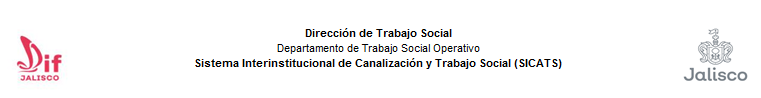 Dirección de Trabajo Social
Departamento de Trabajo Social Operativo
Sistema Interinstitucional de Canalización y Trabajo Social (SICATS)
Dif
JALISCO
Jalisco